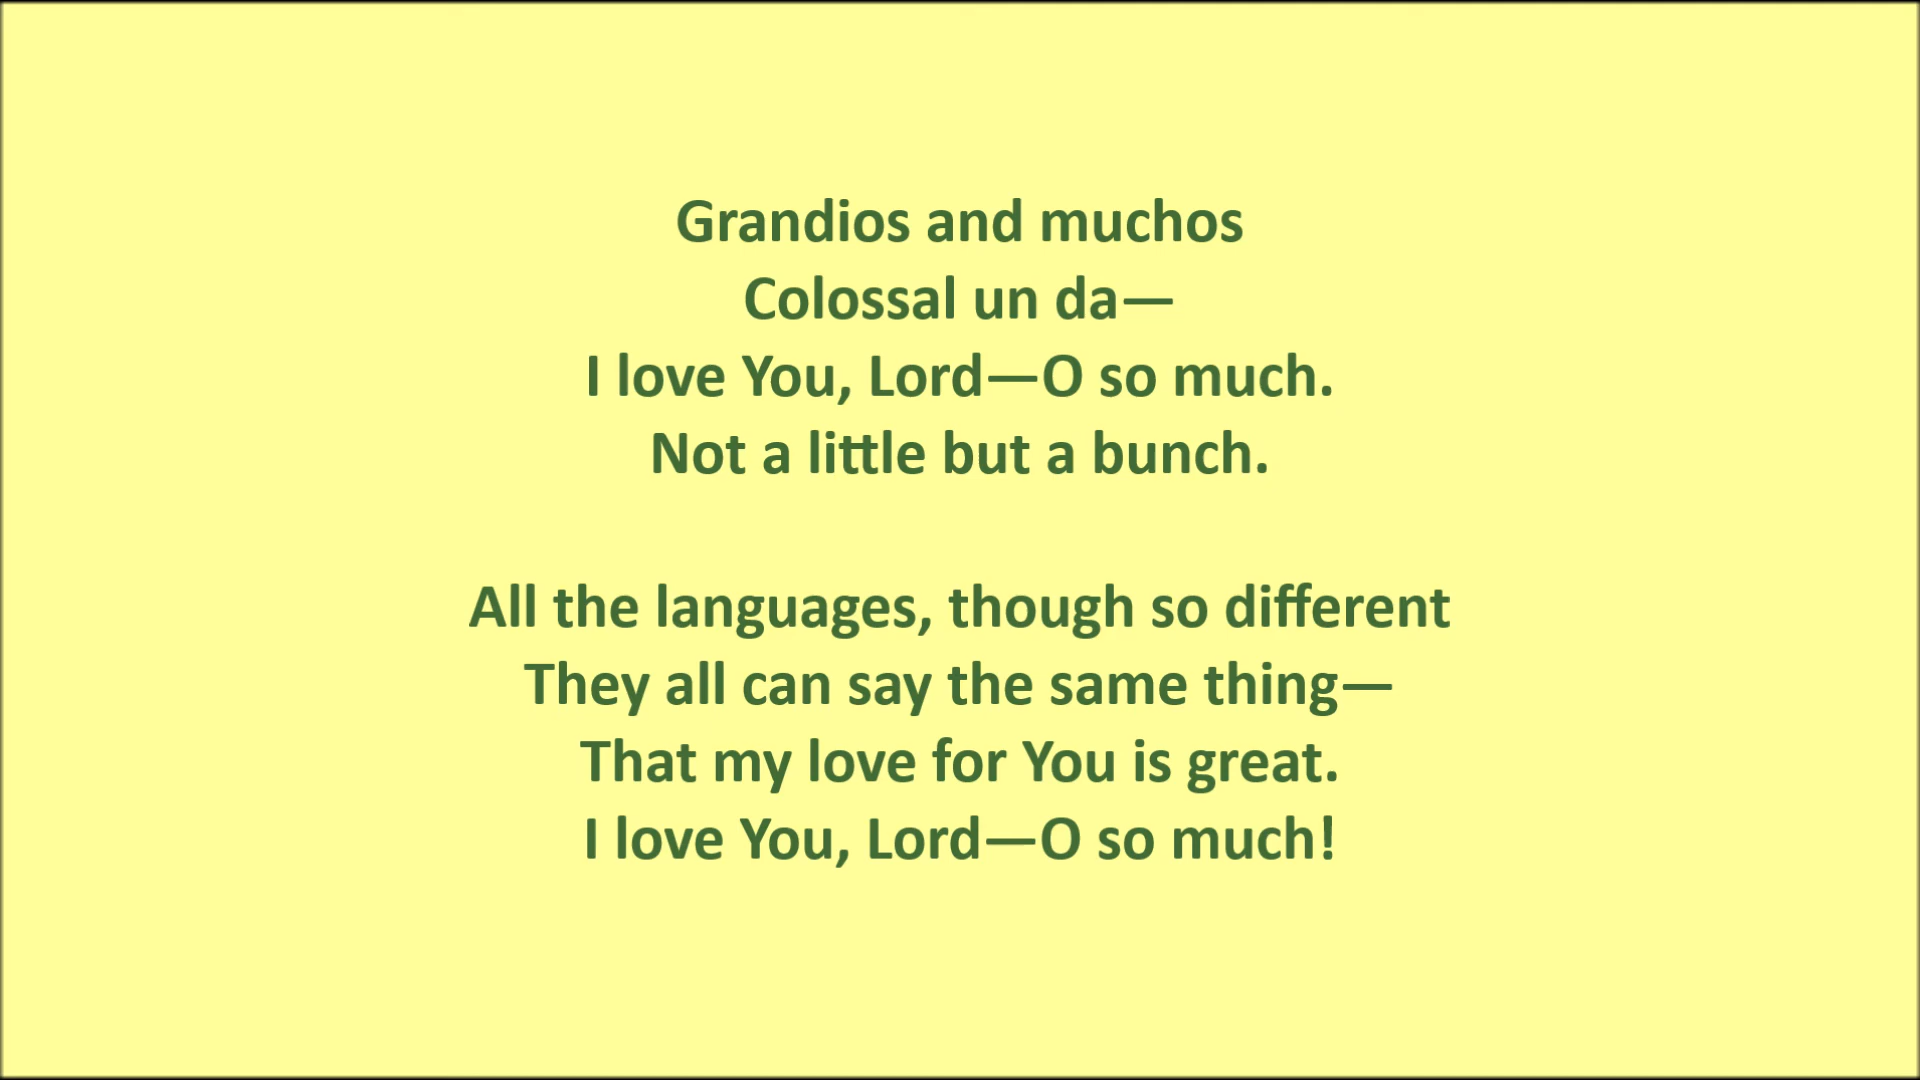 Grandios and muchos
Colossal un da—
I love You, Lord—O so much.
Not a little but a bunch.
All the languages, though so different
They all can say the same thing—
That my love for You is great.
I love You, Lord—O so much!